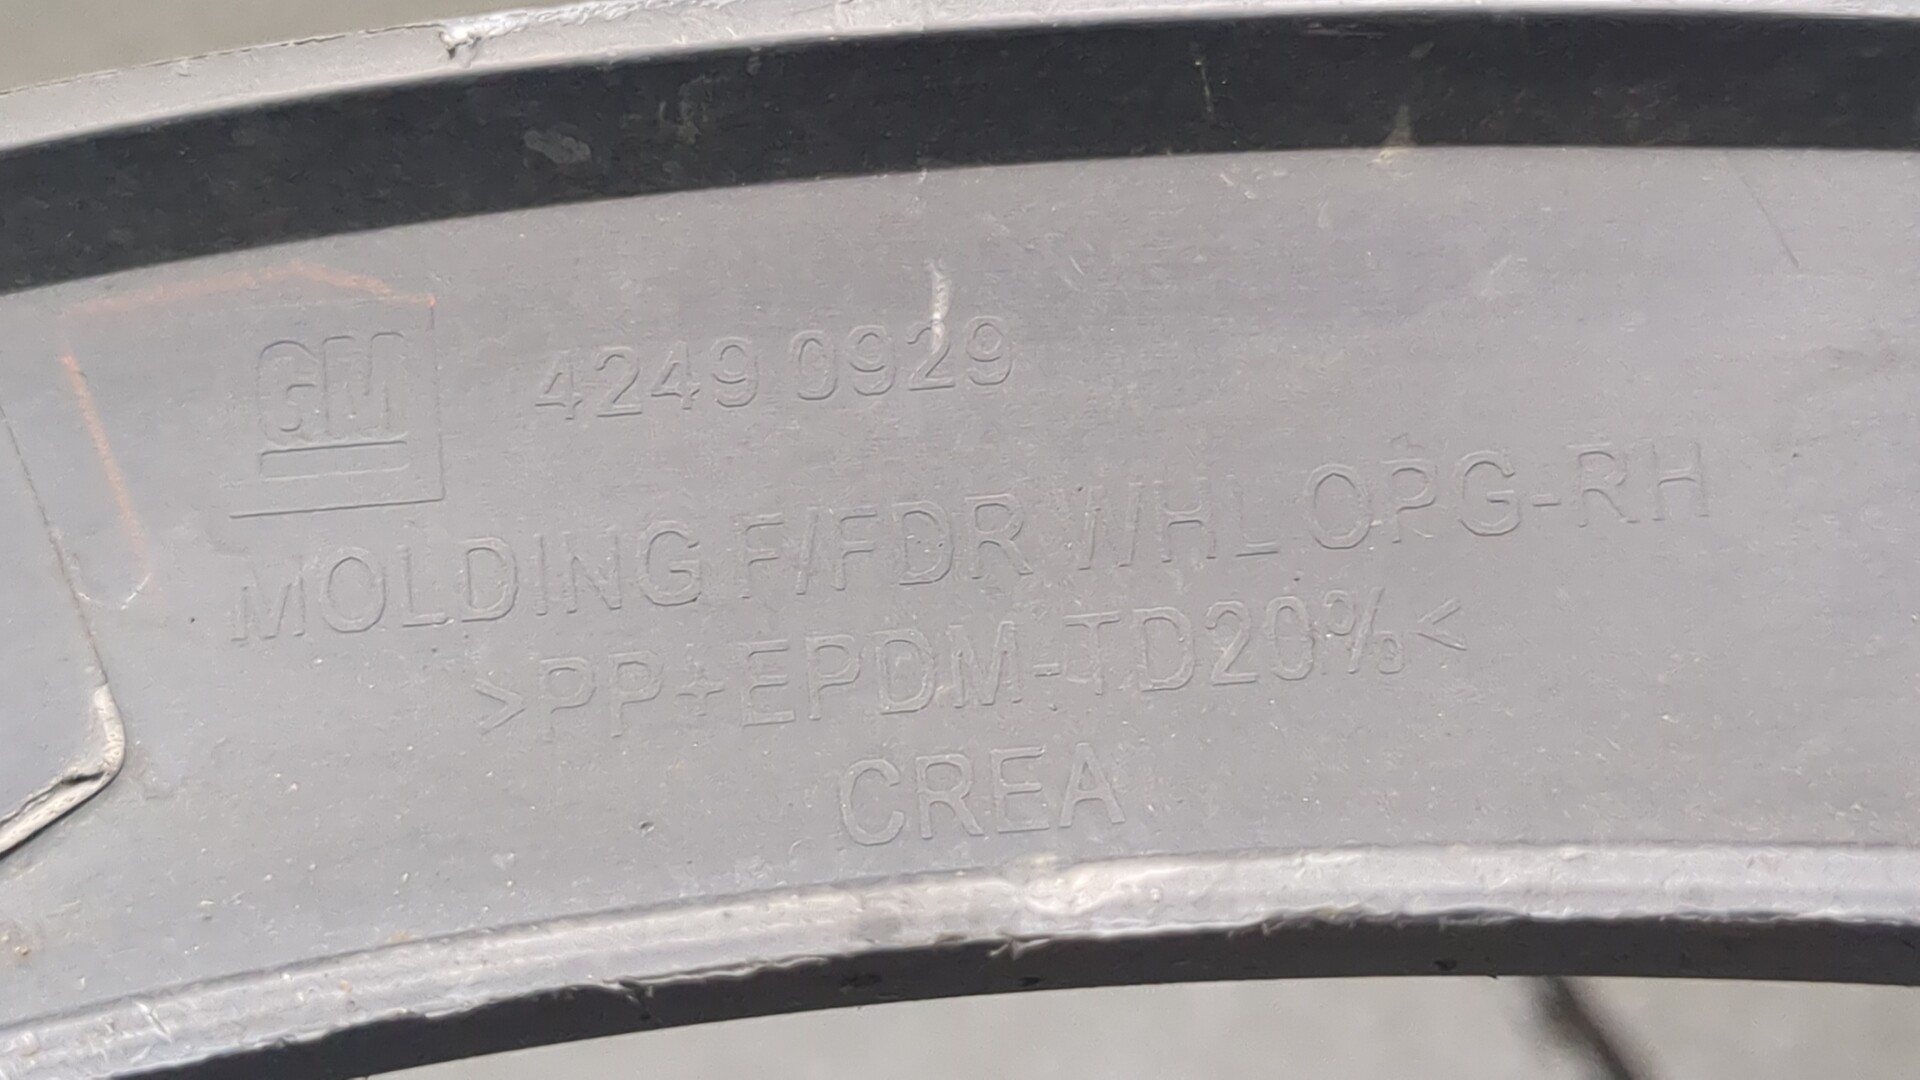 GM 4249 0929
MOLDING F/FDR WHL OPG-RH
>PP+EPDM-TD20%<
CREA